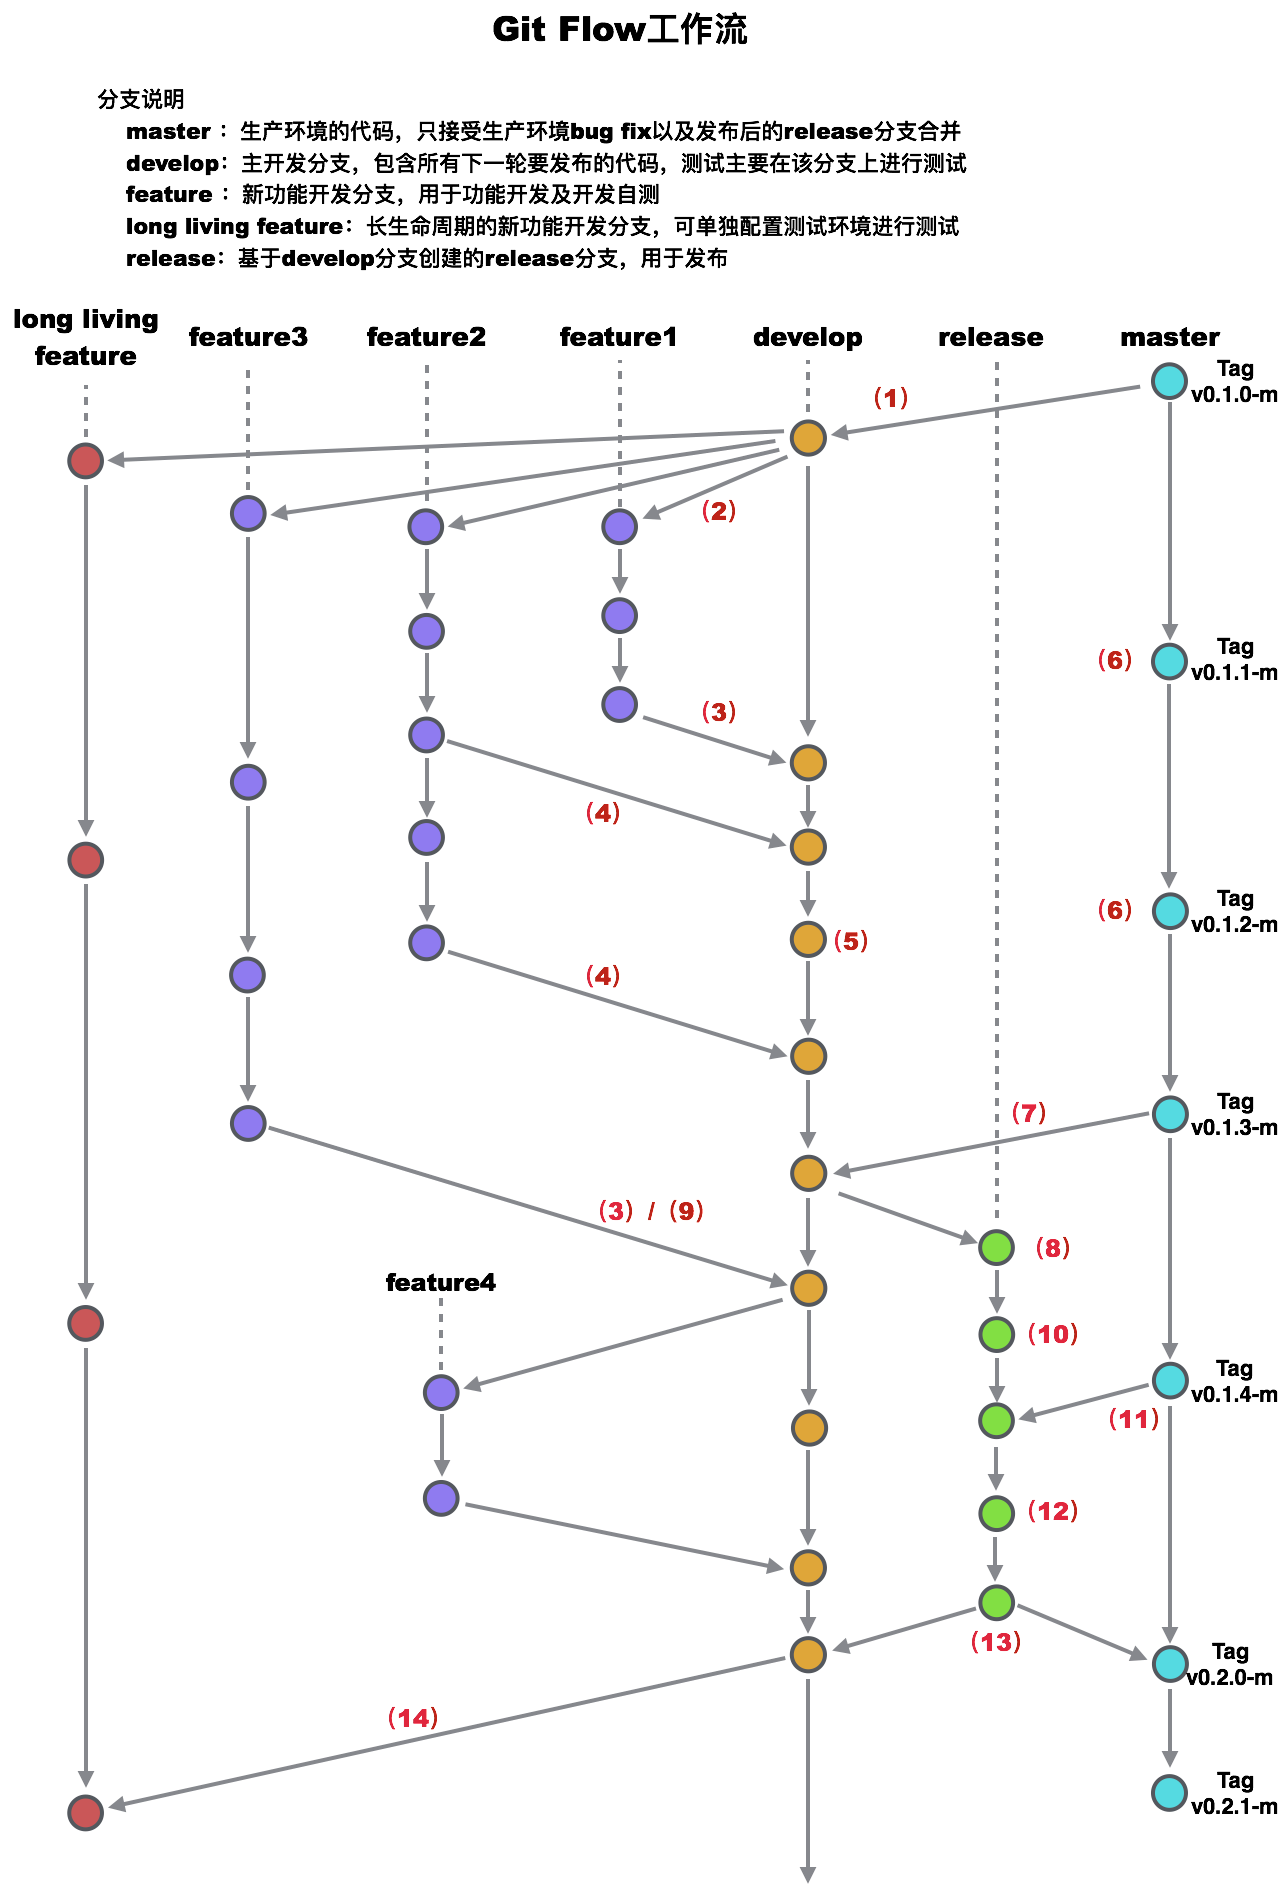 Git Flow工作流
分支说明
master ：生产环境的代码，只接受生产环境bug fix以及发布后的release分支合并
develop：主开发分支，包含所有下一轮要发布的代码，测试主要在该分支上进行测试
feature ：新功能开发分支，用于功能开发及开发自测
long living feature：长生命周期的新功能开发分支，可单独配置测试环境进行测试
release：基于develop分支创建的release分支，用于发布
long living
feature
feature3
feature2
feature1
develop
release
master
Tag
v0.1.0-m
（1）
（2）
Tag
v0.1.1-m
（6）
（3）
（4）
Tag
v0.1.2-m
（6）
（5）
（4）
Tag
v0.1.3-m
（7）
（3）/（9）
（8）
feature4
（10）
Tag
v0.1.4-m
（11）
（12）
（13）
Tag
v0.2.0-m
（14）
Tag
v0.2.1-m